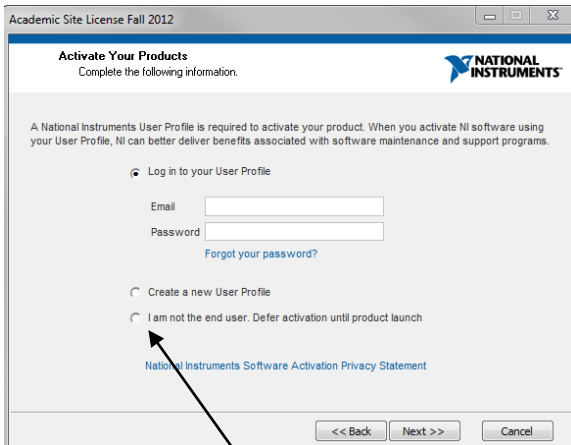 Academic Site License Fall 2012
Activate Your Products
Complete the following information.
NATIONAL
INSTRUMENTS™
A National Instruments User Profile is required to activate your product. When you activate NI software using
your User Profile, NI can better deliver benefits associated with software maintenance and support programs.
Log in to your User Profile
Email
Password
Forgot your password?
Create a new User Profile
I am not the end user. Defer activation until product launch
National Instruments Software Activation Privacy Statement
<< Back Next >> Cancel